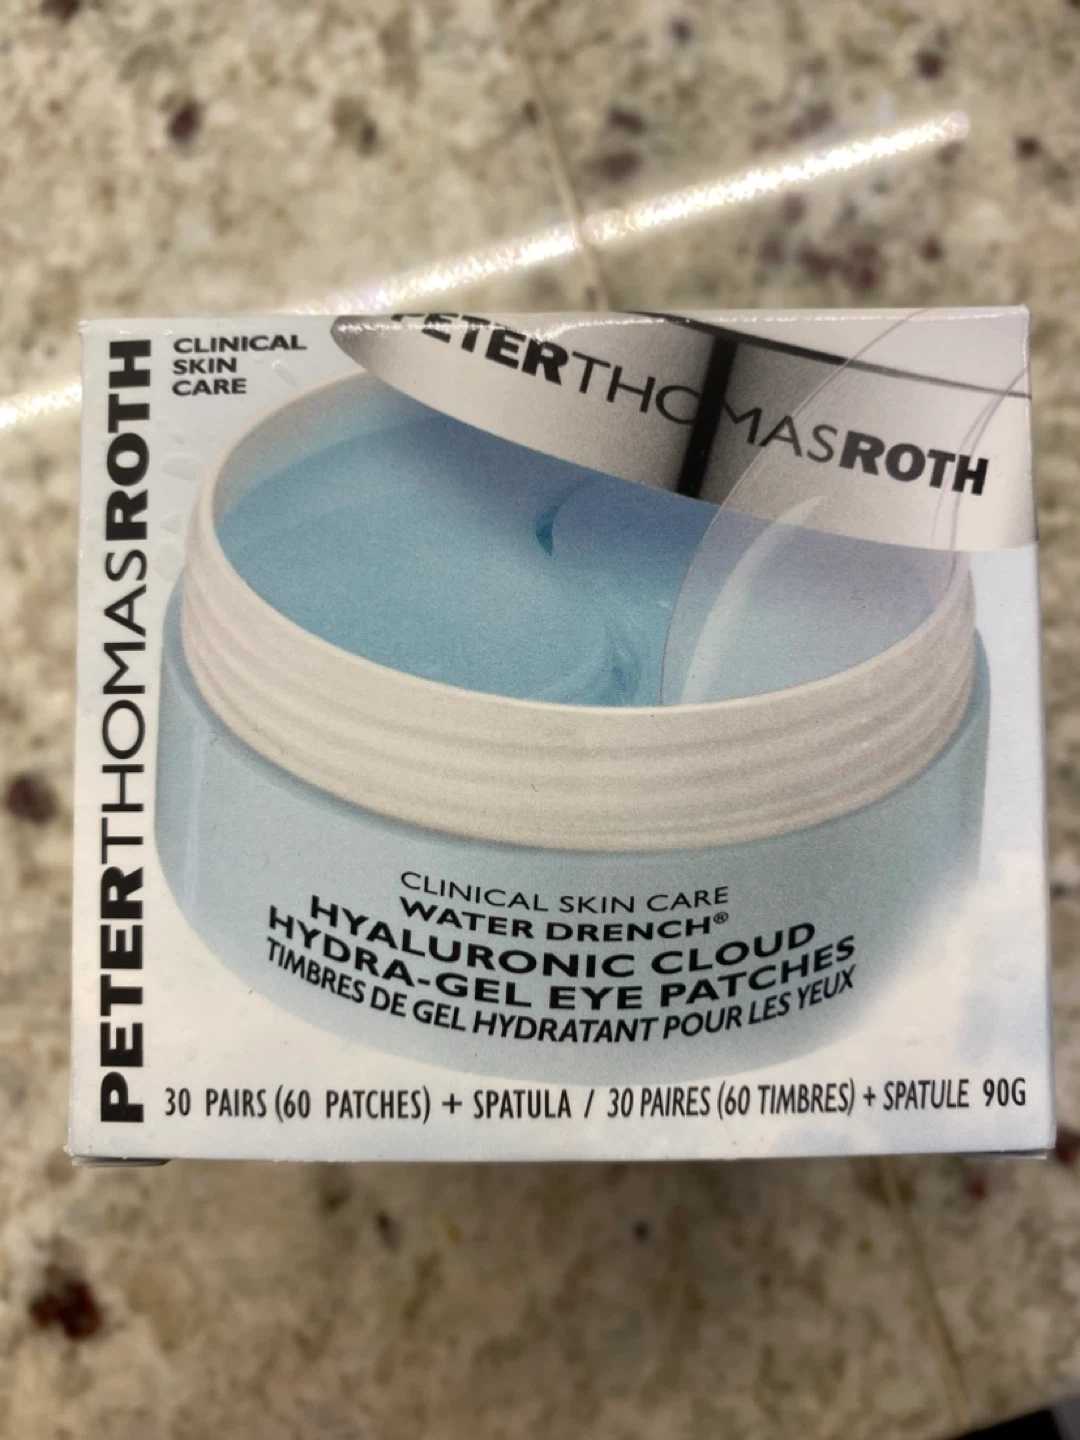 PETERTHOMASROTH
CLINICAL
SKIN
CARE
PETERTHOMASROTH
CLINICAL SKIN CARE
WATER DRENCH®
HYALURONIC CLOUD
HYDRA-GEL EYE PATCHES
TIMBRES DE GEL HYDRATANT POUR LES YEUX
30 PAIRS (60 PATCHES) + SPATULA / 30 PAIRES (60 TIMBRES) + SPATULE 90G